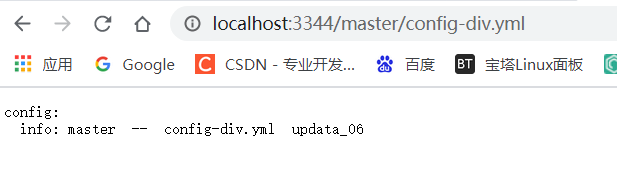 localhost:3344/master/config-div.yml
应用 Google C CSDN - 专业开发... 百度 BT 宝塔Linux面板
config:
info: master -- config-div.yml updata_06